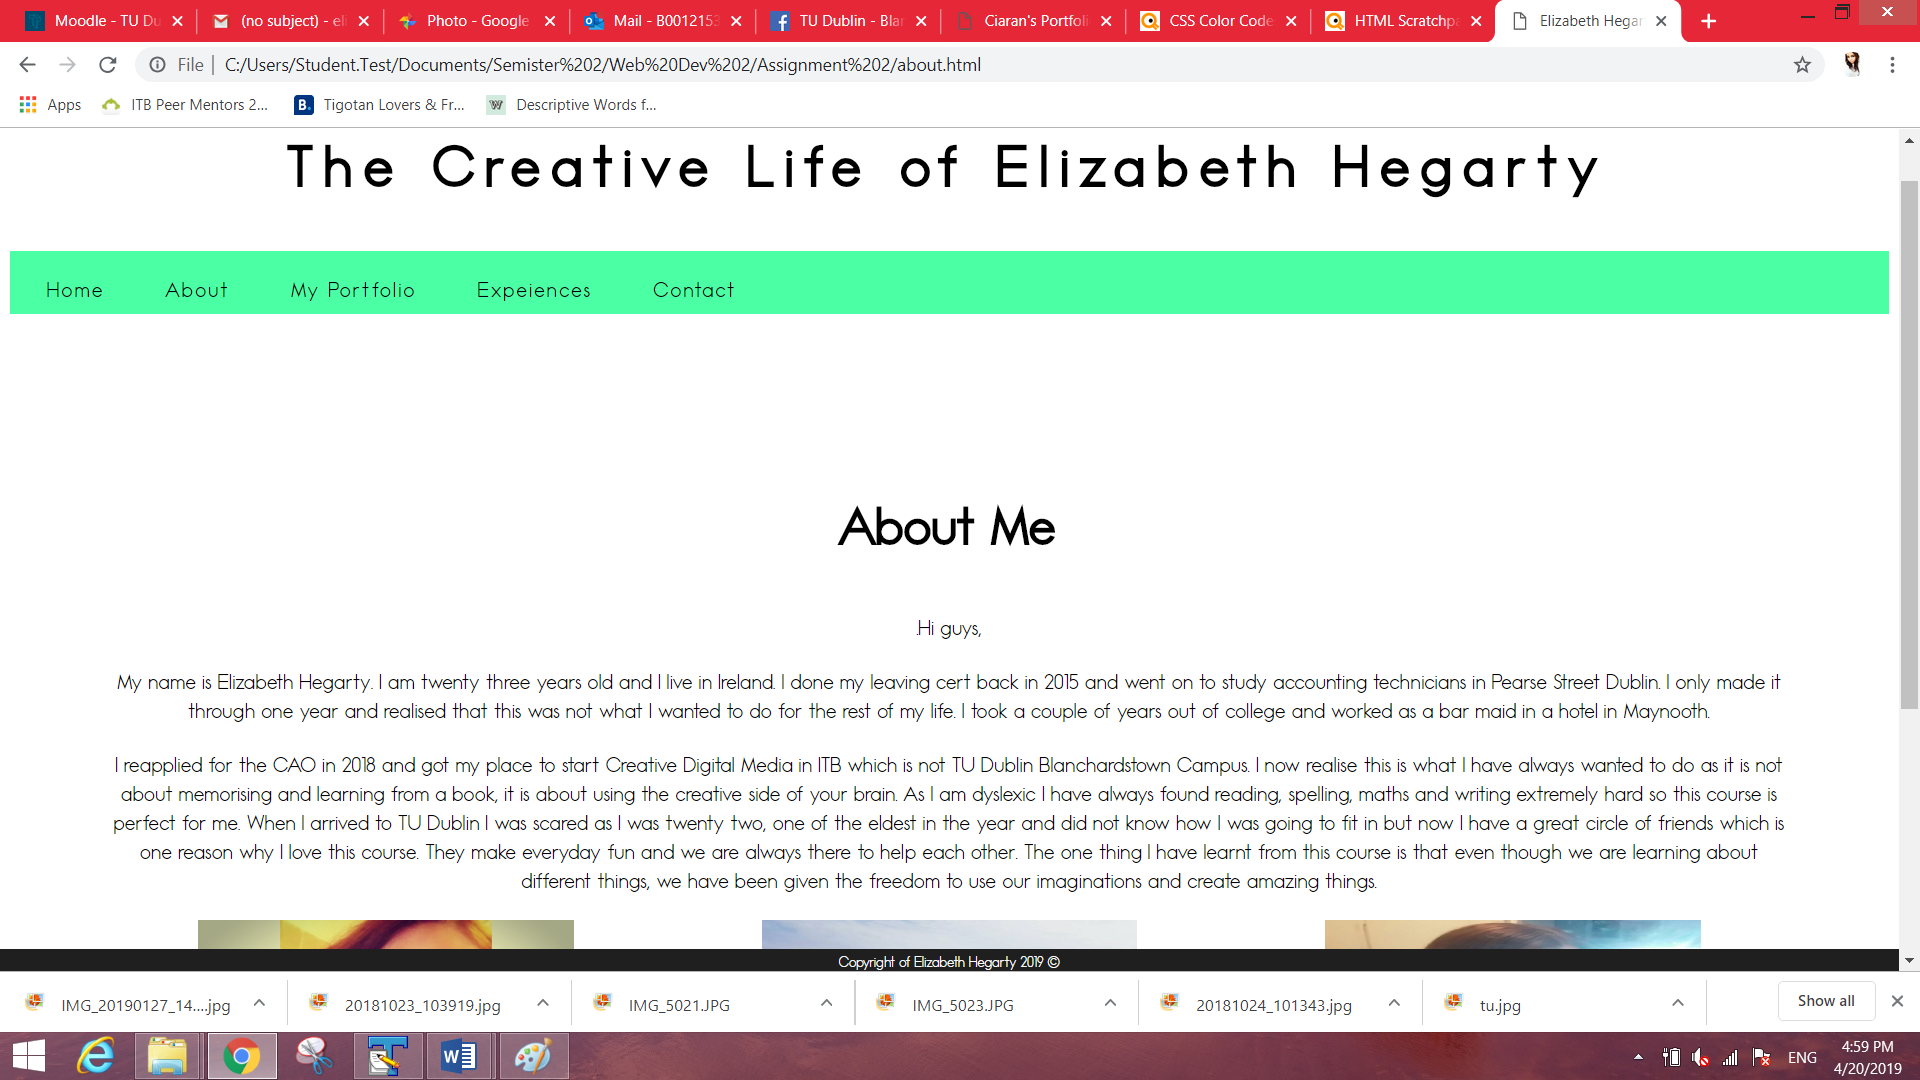 Moodle - TU Du
(no subject) - eli
Photo - Google
Mail - B0012153
TU Dublin - Blan
Ciaran's Portfoli
CSS Color Code
HTML Scratchpa
Elizabeth Hegar
File | C:/Users/Student.Test/Documents/Semister%202/Web%20Dev%202/Assignment%202/about.html
Apps
ITB Peer Mentors 2...
B.
Tigotan Lovers & Fr...
W
Descriptive Words f...
The Creative Life of Elizabeth Hegarty
Home About My Portfolio Expeiences Contact
About Me
.Hi guys,
My name is Elizabeth Hegarty. I am twenty three years old and I live in Ireland. I done my leaving cert back in 2015 and went on to study accounting technicians in Pearse Street Dublin. I only made it
through one year and realised that this was not what I wanted to do for the rest of my life. I took a couple of years out of college and worked as a bar maid in a hotel in Maynooth.
I reapplied for the CAO in 2018 and got my place to start Creative Digital Media in ITB which is not TU Dublin Blanchardstown Campus. I now realise this is what I have always wanted to do as it is not
about memorising and learning from a book, it is about using the creative side of your brain. As I am dyslexic I have always found reading, spelling, maths and writing extremely hard so this course is
perfect for me. When I arrived to TU Dublin I was scared as I was twenty two, one of the eldest in the year and did not know how I was going to fit in but now I have a great circle of friends which is
one reason why I love this course. They make everyday fun and we are always there to help each other. The one thing I have learnt from this course is that even though we are learning about
different things, we have been given the freedom to use our imaginations and create amazing things.
Copyright of Elizabeth Hegarty 2019 ©
IMG_20190127_14....jpg
20181023_103919.jpg
IMG_5021.JPG
IMG_5023.JPG
20181024_101343.jpg
tu.jpg
Show all
ENG
4:59 PM
4/20/2019